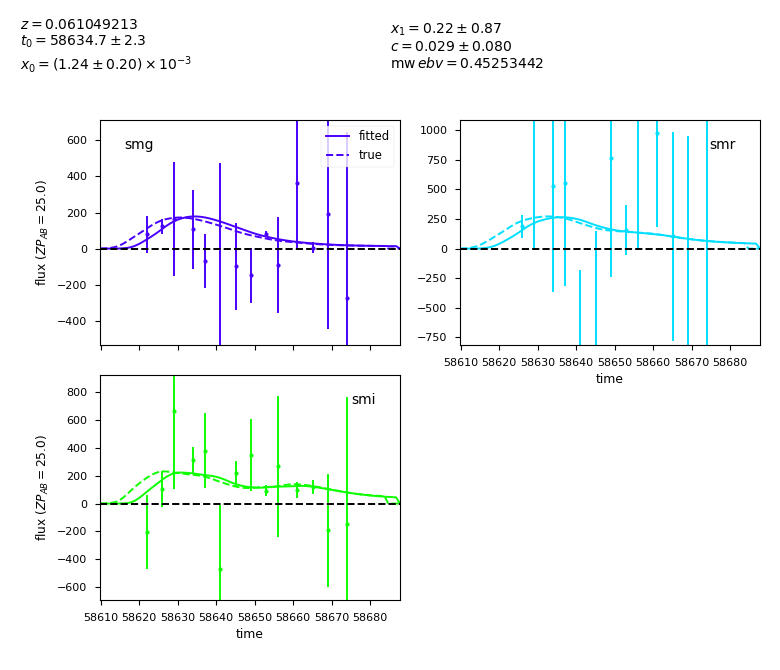 z = 0.061049213
t₀ = 58634.7 ± 2.3
x₀ = (1.24 ± 0.20) × 10⁻³
x₁ = 0.22 ± 0.87
c = 0.029 ± 0.080
mw ebv = 0.45253442
smg
fitted
true
600
400
200
0
−200
−400
flux (ZP_AB = 25.0)
smr
1000
750
500
250
0
−250
−500
−750
58610 58620 58630 58640 58650 58660 58670 58680
time
smi
800
600
400
200
0
−200
−400
−600
flux (ZP_AB = 25.0)
58610 58620 58630 58640 58650 58660 58670 58680
time